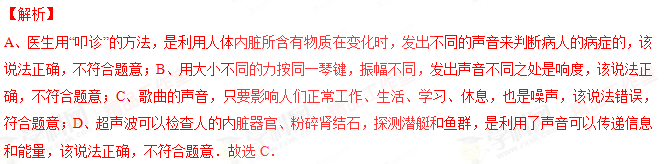 【解析】
A、医生用“叩诊”的方法，是利用人体内脏所含有物质在变化时，发出不同的声音来判断病人的病症的，该
说法正确，不符合题意；B、用大小不同的力按同一琴键，振幅不同，发出声音不同之处是响度，该说法正
确，不符合题意；C、歌曲的声音，只要影响人们正常工作、生活、学习、休息，也是噪声，该说法错误，
符合题意；D、超声波可以检查人的内脏器官、粉碎肾结石，探测潜艇和鱼群，是利用了声音可以传递信息
和能量，该说法正确，不符合题意．故选 C．